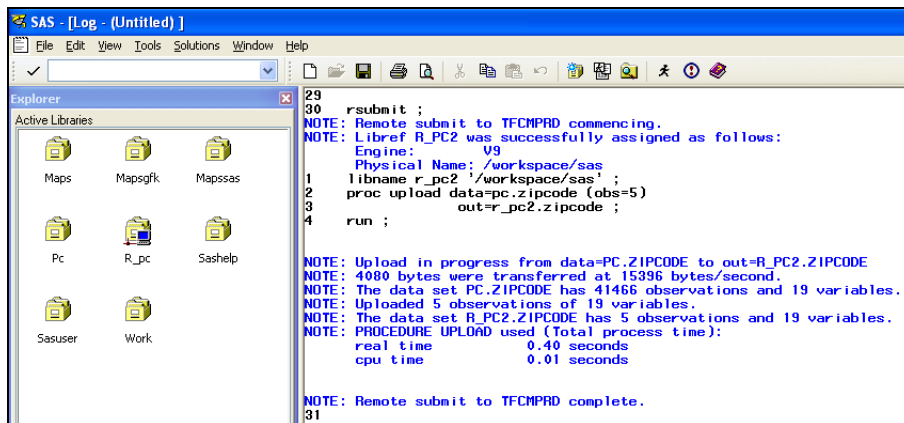 SAS - [Log - (Untitled) ]
File Edit View Tools Solutions Window Help
Explorer
Active Libraries
Maps Mapsgfk Mapssas
Pc R_pc Sashelp
Sasuser Work
29
30 rsubmit ;
NOTE: Remote submit to TFCMPRD commencing.
NOTE: Libref R_PC2 was successfully assigned as follows:
Engine: V9
Physical Name: /workspace/sas
1 libname r_pc2 '/workspace/sas' ;
2 proc upload data=pc.zipcode (obs=5)
3 out=r_pc2.zipcode ;
4 run ;
NOTE: Upload in progress from data=PC.ZIPCODE to out=R_PC2.ZIPCODE
NOTE: 4080 bytes were transferred at 15396 bytes/second.
NOTE: The data set PC.ZIPCODE has 41466 observations and 19 variables.
NOTE: Uploaded 5 observations of 19 variables.
NOTE: The data set R_PC2.ZIPCODE has 5 observations and 19 variables.
NOTE: PROCEDURE UPLOAD used (Total process time):
real time 0.40 seconds
cpu time 0.01 seconds
NOTE: Remote submit to TFCMPRD complete.
31